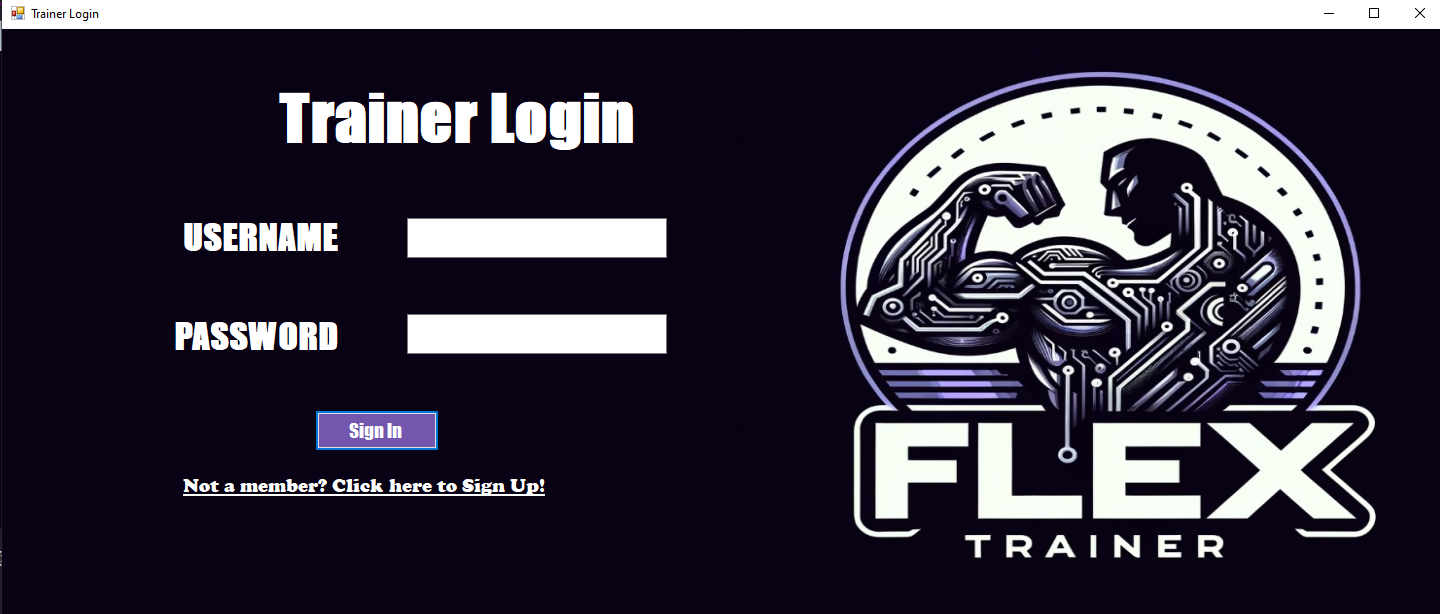 Trainer Login
Trainer Login
USERNAME
PASSWORD
Sign In
Not a member? Click here to Sign Up!
FLEX
TRAINER